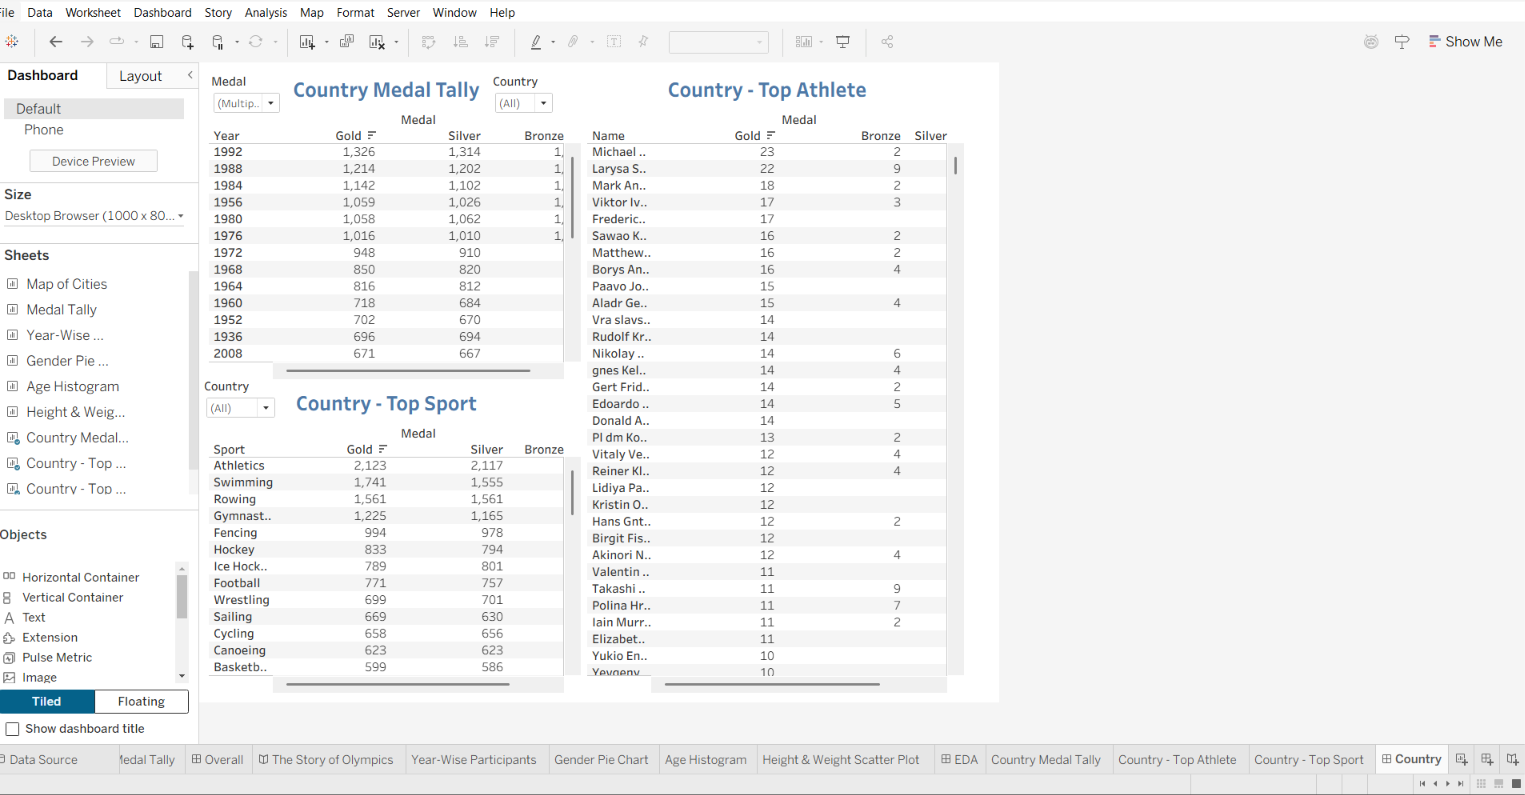 File Data Worksheet Dashboard Story Analysis Map Format Server Window Help
Show Me
Dashboard Layout
Default
Phone
Device Preview
Size
Desktop Browser (1000 x 80...
Sheets
Map of Cities
Medal Tally
Year-Wise ...
Gender Pie ...
Age Histogram
Height & Weig...
Country Medal...
Country - Top ...
Country - Top ...
Objects
Horizontal Container
Vertical Container
Text
Extension
Pulse Metric
Image
Tiled Floating
Show dashboard title
Medal
(Multip..
Country Medal Tally
Country
(All)
Medal
Year Gold Silver Bronze
1992 1,326 1,314 1,
1988 1,214 1,202 1,
1984 1,142 1,102 1,
1956 1,059 1,026 1,
1980 1,058 1,062 1,
1976 1,016 1,010 1,
1972 948 910
1968 850 820
1964 816 812
1960 718 684
1952 702 670
1936 696 694
2008 671 667
Country
(All)
Country - Top Sport
Medal
Sport Gold Silver Bronze
Athletics 2,123 2,117
Swimming 1,741 1,555
Rowing 1,561 1,561
Gymnast.. 1,225 1,165
Fencing 994 978
Hockey 833 794
Ice Hock.. 789 801
Football 771 757
Wrestling 699 701
Sailing 669 630
Cycling 658 656
Canoeing 623 623
Basketb.. 599 586
Country - Top Athlete
Medal
Name Gold Bronze Silver
Michael .. 23 2
Larysa S.. 22 9
Mark An.. 18 2
Viktor Iv.. 17 3
Frederic.. 17
Sawao K.. 16 2
Matthew.. 16 2
Borys An.. 16 4
Paavo Jo.. 15
Aladr Ge.. 15 4
Vra slavs.. 14
Rudolf Kr.. 14
Nikolay .. 14 6
gnes Kel.. 14 4
Gert Frid.. 14 2
Edoardo .. 14 5
Donald A.. 14
Pl dm Ko.. 13 2
Vitaly Ve.. 12 4
Reiner Kl.. 12 4
Lidiya Pa.. 12
Kristin O.. 12
Hans Gnt.. 12 2
Birgit Fis.. 12
Akinori N.. 12 4
Valentin .. 11
Takashi .. 11 9
Polina Hr.. 11 7
Iain Murr.. 11 2
Elizabet.. 11
Yukio En.. 10
Yevgeny 10
Data Source Medal Tally Overall The Story of Olympics Year-Wise Participants Gender Pie Chart Age Histogram Height & Weight Scatter Plot EDA Country Medal Tally Country - Top Athlete Country - Top Sport Country